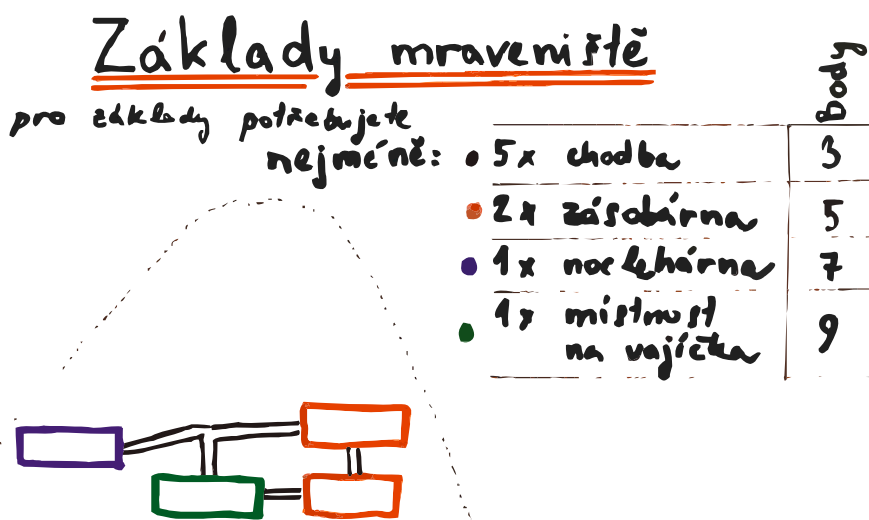 Základy mraveniště
Body
pro základy potřebujete
nejméně:
5x chodba 3
2x zásobárna 5
1x noclehárna 7
1x místnost
na vajíčka 9